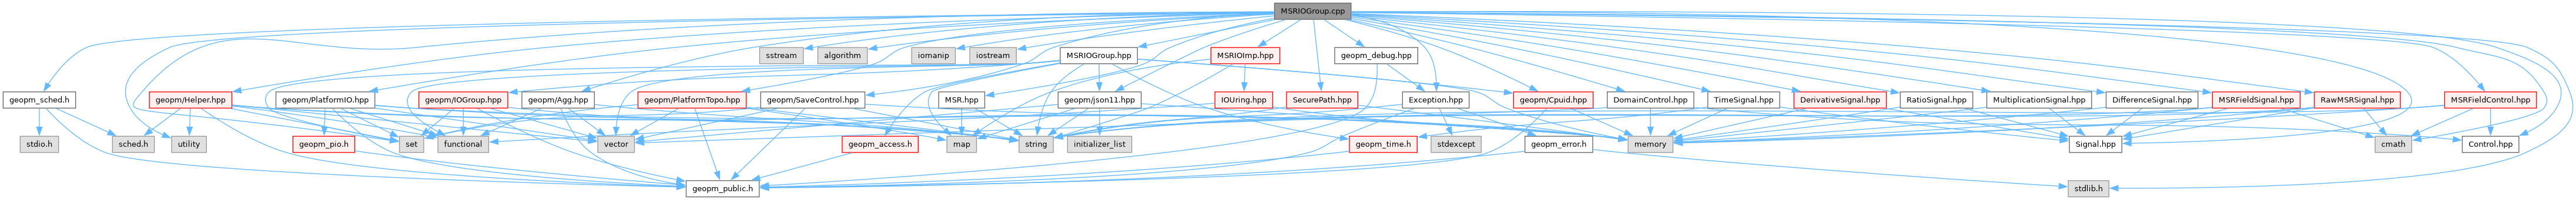 MSRIOGroup.cpp
sstream
algorithm
iomanip
iostream
MSRIOGroup.hpp
MSRIOImp.hpp
geopm_debug.hpp
geopm_sched.h
geopm/Helper.hpp
geopm/PlatformIO.hpp
geopm/IOGroup.hpp
geopm/Agg.hpp
geopm/PlatformTopo.hpp
geopm/SaveControl.hpp
MSR.hpp
geopm/json11.hpp
IOUring.hpp
SecurePath.hpp
Exception.hpp
geopm/Cpuid.hpp
DomainControl.hpp
TimeSignal.hpp
DerivativeSignal.hpp
RatioSignal.hpp
MultiplicationSignal.hpp
DifferenceSignal.hpp
MSRFieldSignal.hpp
RawMSRSignal.hpp
MSRFieldControl.hpp
stdio.h
sched.h
utility
geopm_pio.h
set
functional
vector
geopm_access.h
map
string
initializer_list
geopm_time.h
stdexcept
geopm_error.h
memory
Signal.hpp
cmath
Control.hpp
geopm_public.h
stdlib.h